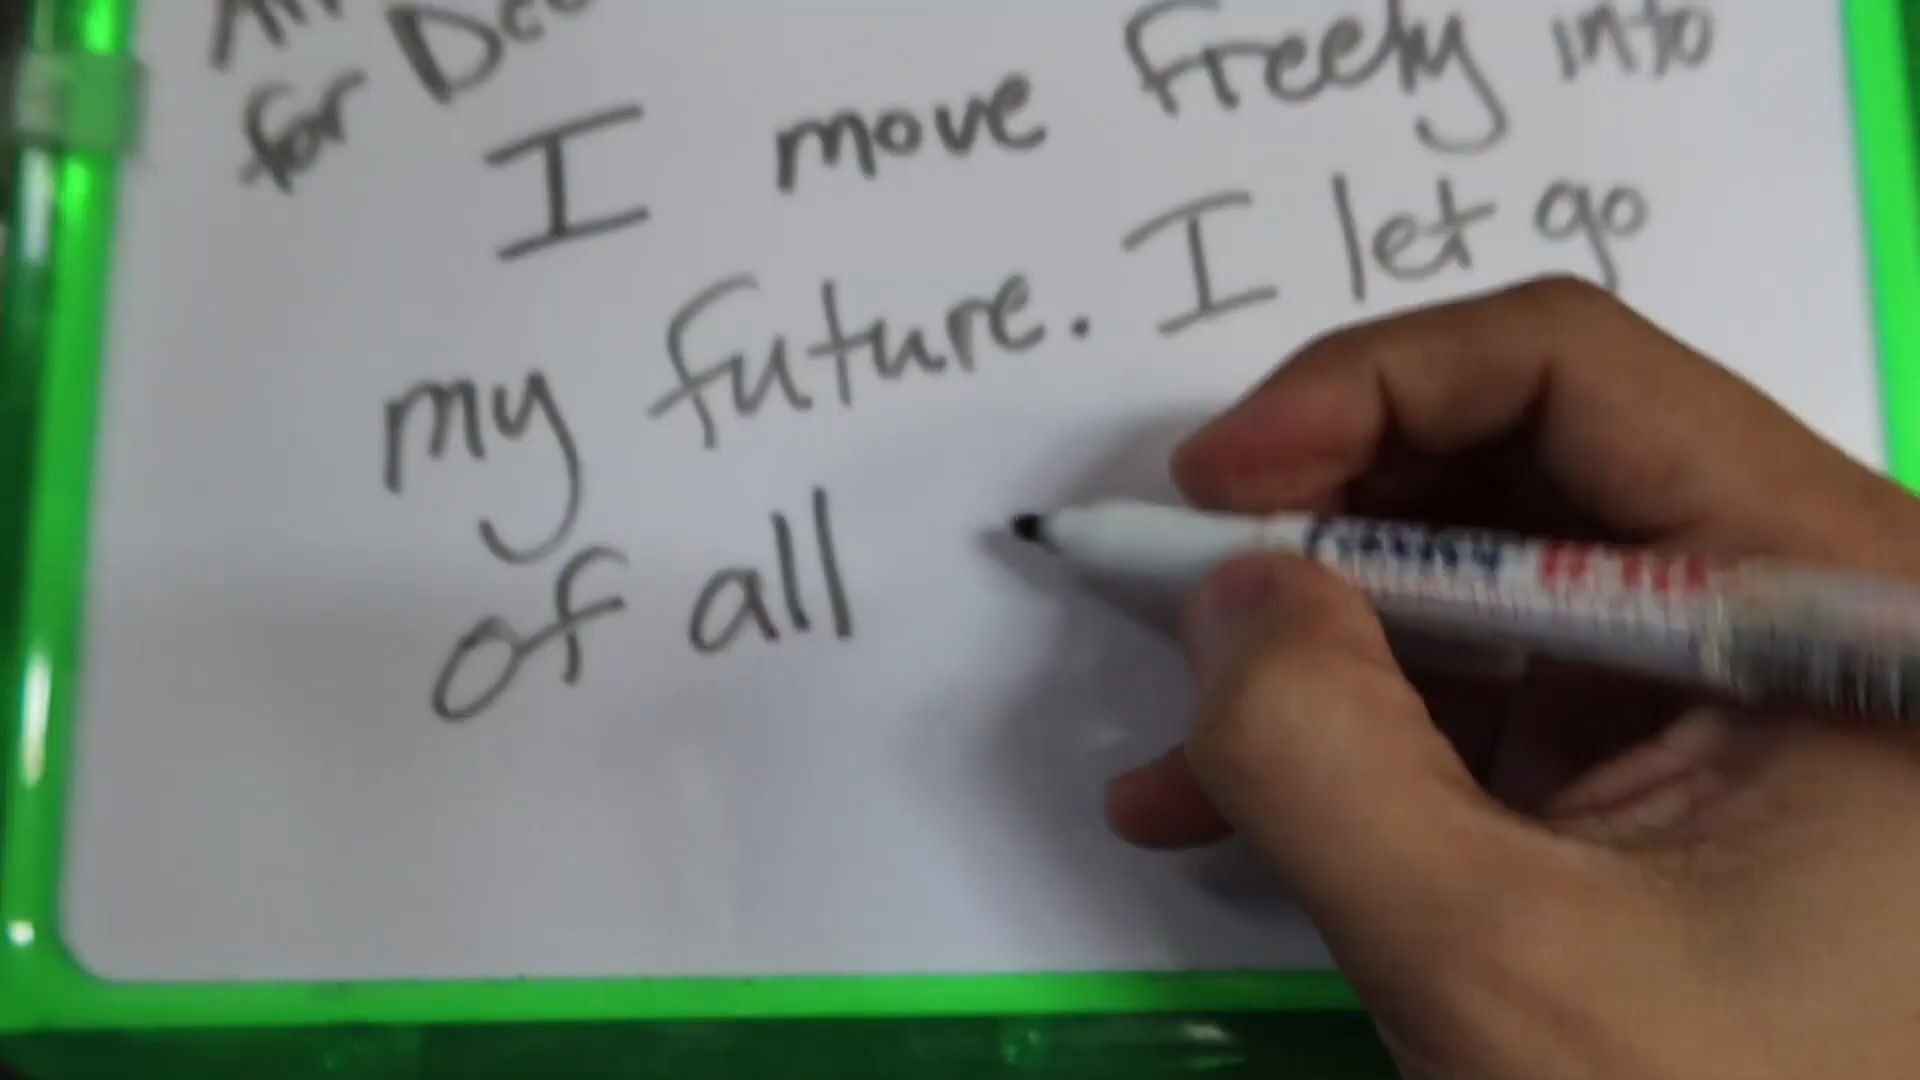 for
I move freely into
my future. I let go
of all